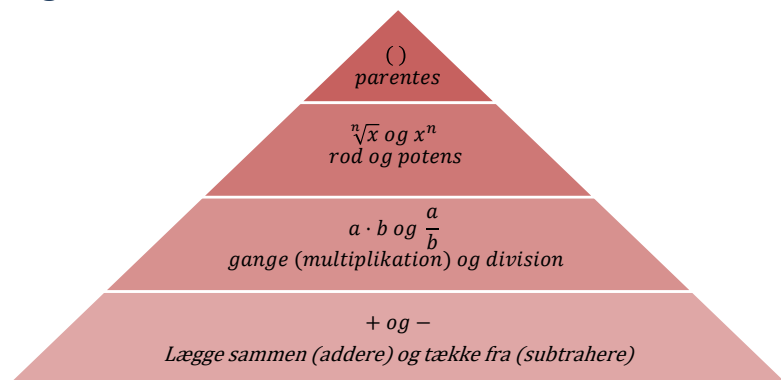 ( )
parentes
ⁿ√x og xⁿ
rod og potens
a · b og a/b
gange (multiplikation) og division
+ og −
Lægge sammen (addere) og tække fra (subtrahere)